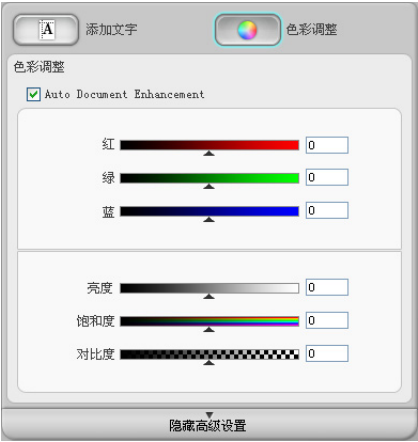 A 添加文字 色彩调整
色彩调整
Auto Document Enhancement
红 0
绿 0
蓝 0
亮度 0
饱和度 0
对比度 0
隐藏高级设置